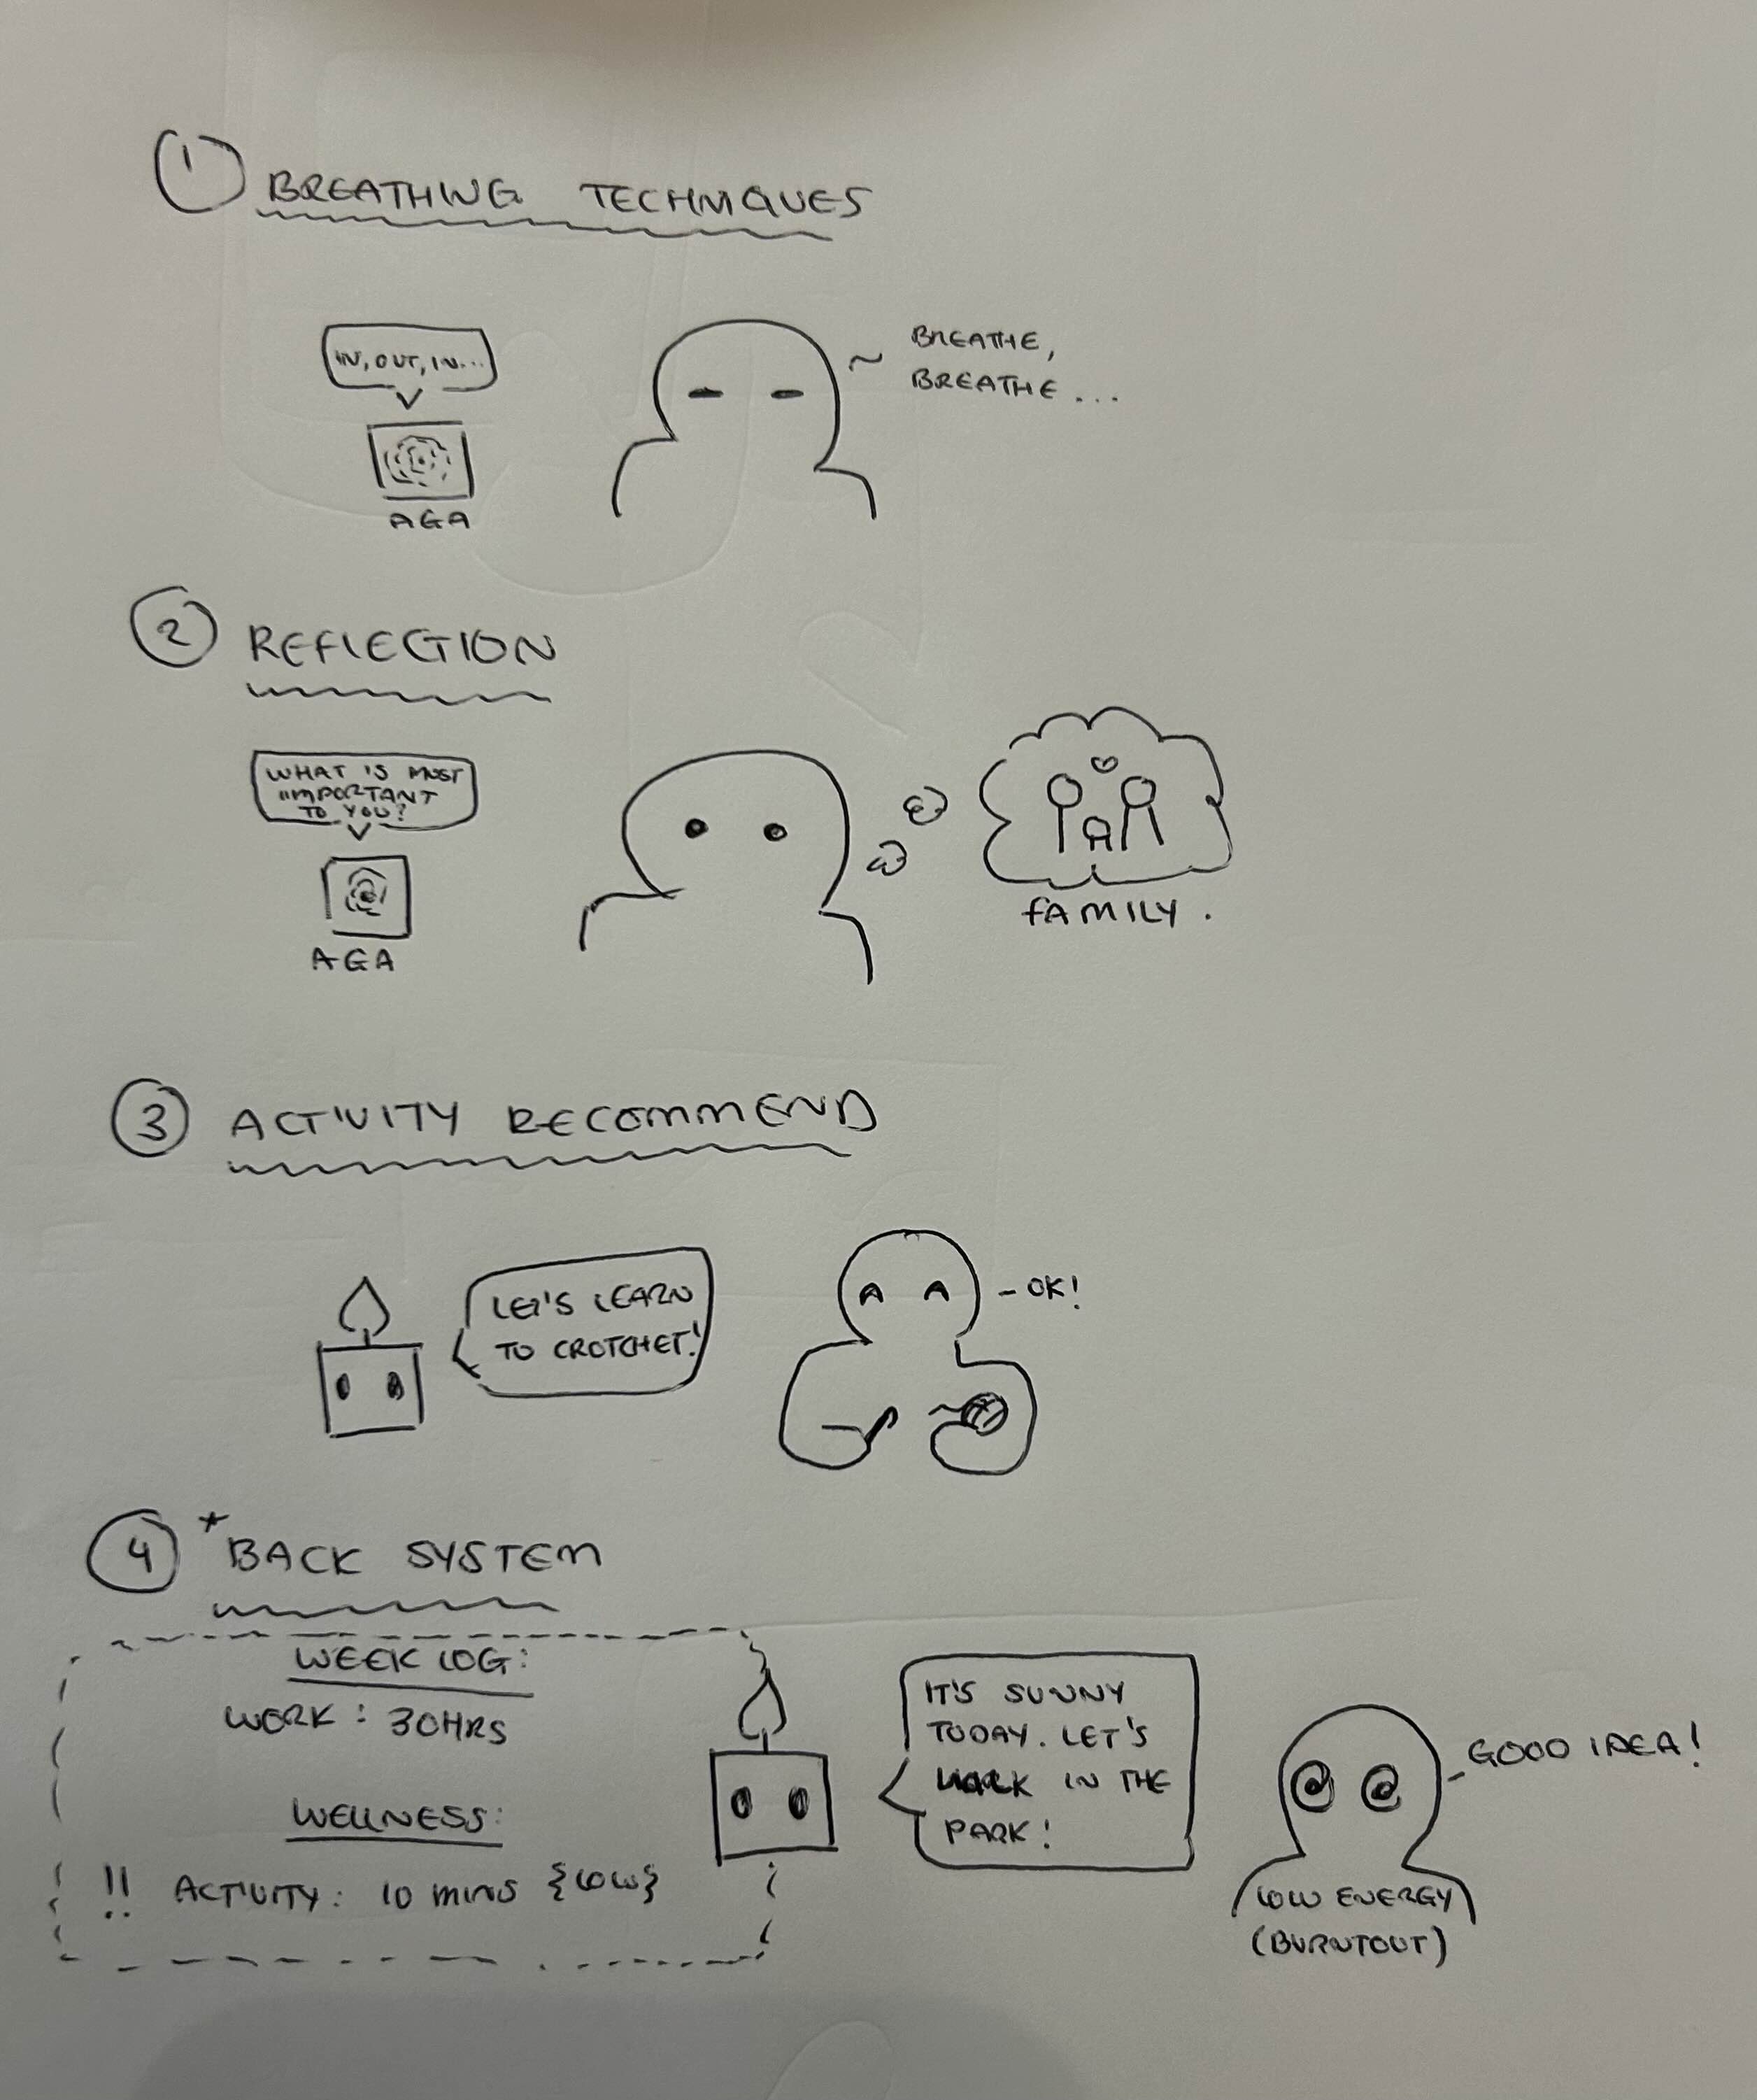 1 BREATHING TECHNIQUES
IN, OUT, IN...
~ BREATHE,
BREATHE...
AGA
2 REFLECTION
WHAT IS MOST
IMPORTANT
TO YOU?
AGA
FAMILY.
3 ACTIVITY RECOMMEND
LET'S LEARN
TO CROTCHET!
- OK!
4 *BACK SYSTEM
WEEK LOG:
WORK : 30HRS
WELLNESS:
!! ACTIVITY: 10 MINS {LOW}
IT'S SUNNY
TODAY. LET'S
IN THE
PARK!
- GOOD IDEA!
LOW ENERGY
(BURNTOUT)